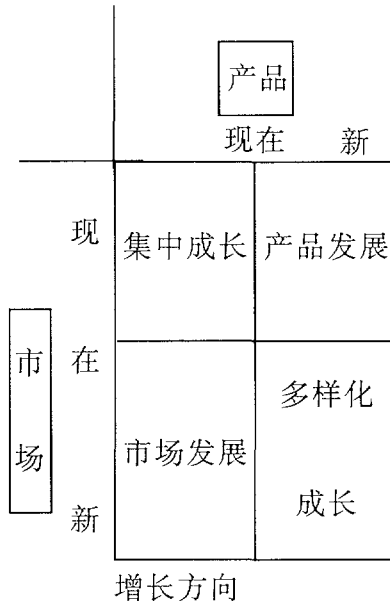 产品
现在 新
现在 新
市场
集中成长 产品发展
市场发展 多样化成长
增长方向